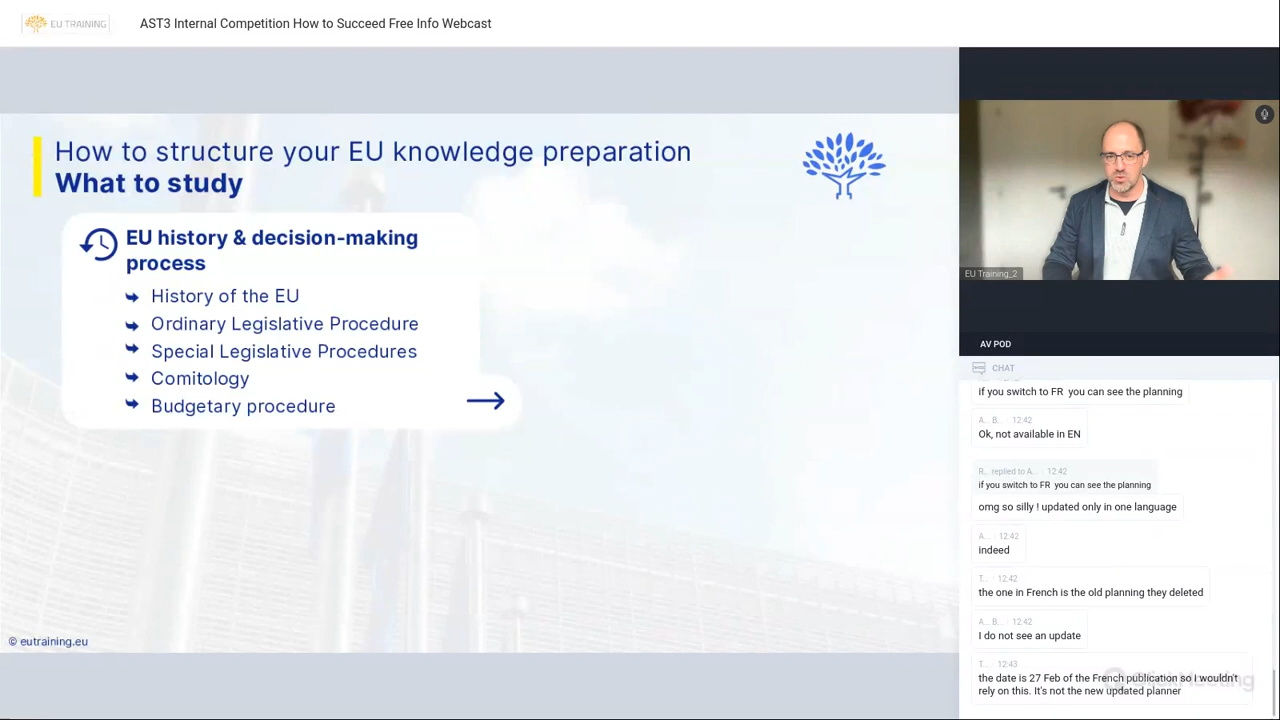 EU TRAINING
AST3 Internal Competition How to Succeed Free Info Webcast
How to structure your EU knowledge preparation
What to study
EU history & decision-making
process
History of the EU
Ordinary Legislative Procedure
Special Legislative Procedures
Comitology
Budgetary procedure
© eutraining.eu
EU Training_2
AV POD
CHAT
if you switch to FR you can see the planning
A... B... · 12:42
Ok, not available in EN
R.. replied to A... · 12:42
if you switch to FR you can see the planning
omg so silly ! updated only in one language
A... · 12:42
indeed
T... · 12:42
the one in French is the old planning they deleted
A... B... · 12:42
I do not see an update
T... · 12:43
the date is 27 Feb of the French publication so I wouldn't
rely on this. It's not the new updated planner